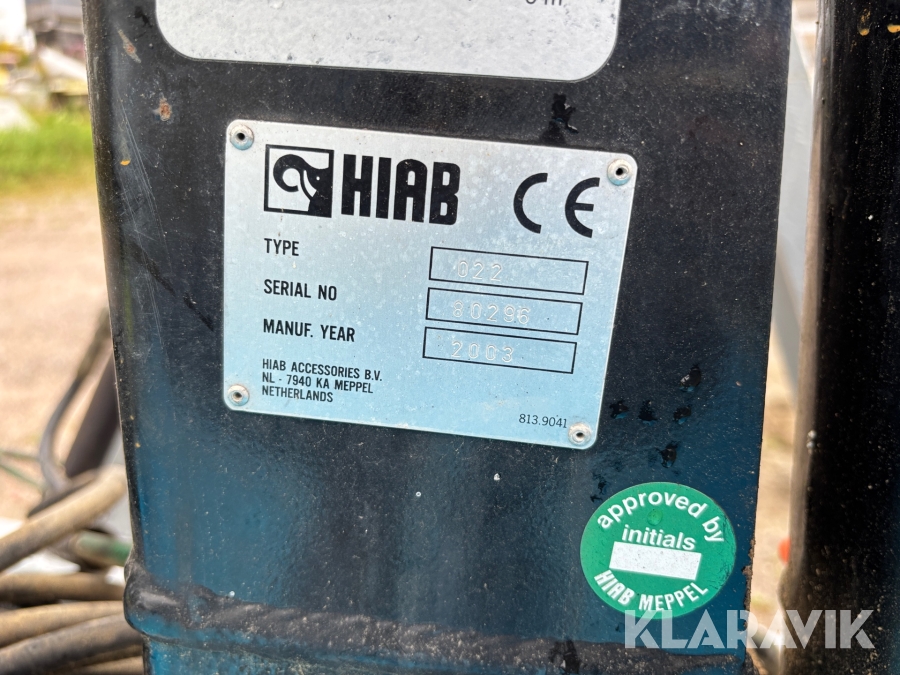 HIAB CE
TYPE 022
SERIAL NO 80296
MANUF. YEAR 2003
HIAB ACCESSORIES B.V.
NL - 7940 KA MEPPEL
NETHERLANDS
813.9041
approved by
initials
HIAB MEPPEL
KLARAVIK